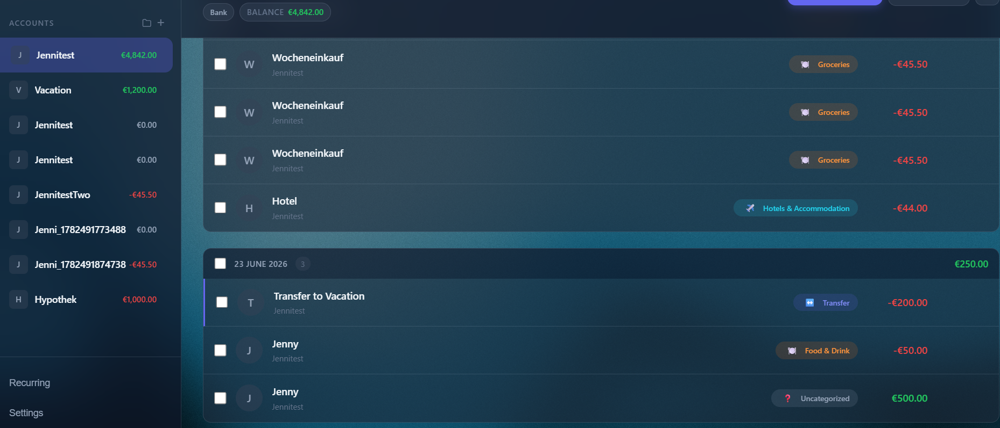 ACCOUNTS
J Jennitest €4,842.00
V Vacation €1,200.00
J Jennitest €0.00
J Jennitest €0.00
J JennitestTwo -€45.50
J Jenni_1782491773488 €0.00
J Jenni_1782491874738 -€45.50
H Hypothek €1,000.00
Recurring
Settings
Bank BALANCE €4,842.00
W Wocheneinkauf Groceries -€45.50
Jennitest
W Wocheneinkauf Groceries -€45.50
Jennitest
W Wocheneinkauf Groceries -€45.50
Jennitest
H Hotel Hotels & Accommodation -€44.00
Jennitest
23 JUNE 2026 3 €250.00
T Transfer to Vacation Transfer -€200.00
Jennitest
J Jenny Food & Drink -€50.00
Jennitest
J Jenny Uncategorized €500.00
Jennitest